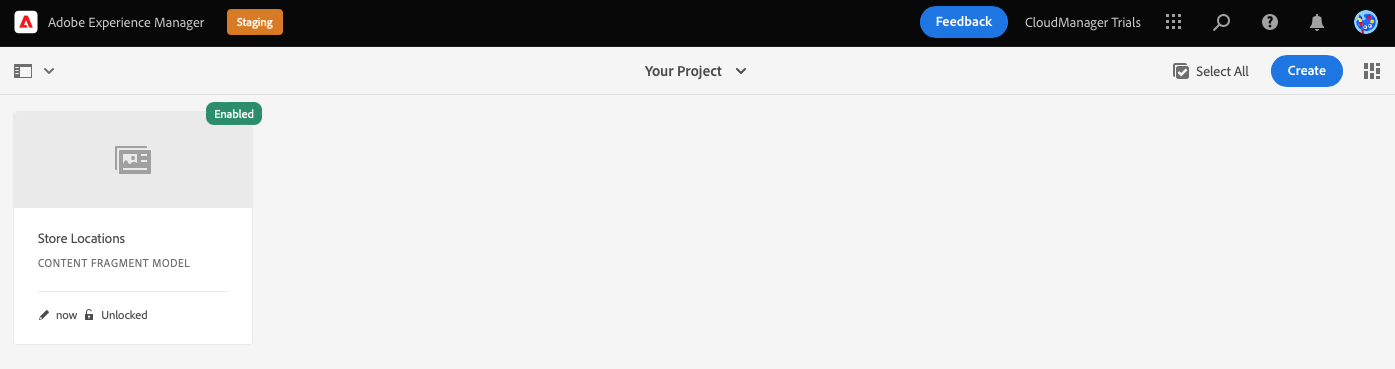 Adobe Experience Manager Staging Feedback CloudManager Trials
Your Project Select All Create
Enabled
Store Locations
CONTENT FRAGMENT MODEL
now Unlocked